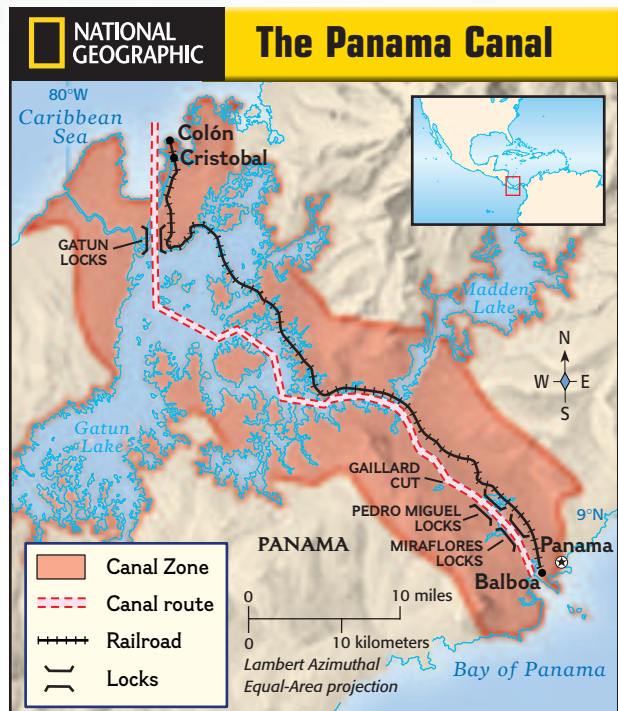 NATIONAL
GEOGRAPHIC
The Panama Canal
80°W
Caribbean
Sea
Colón
Cristobal
GATUN
LOCKS
Madden
Lake
N
W E
S
Gatun
Lake
GAILLARD
CUT
PEDRO MIGUEL
LOCKS
9°N
PANAMA
MIRAFLORES
LOCKS
Panama
Balboa
Canal Zone
Canal route
Railroad
Locks
0 10 miles
0 10 kilometers
Lambert Azimuthal
Equal-Area projection
Bay of Panama